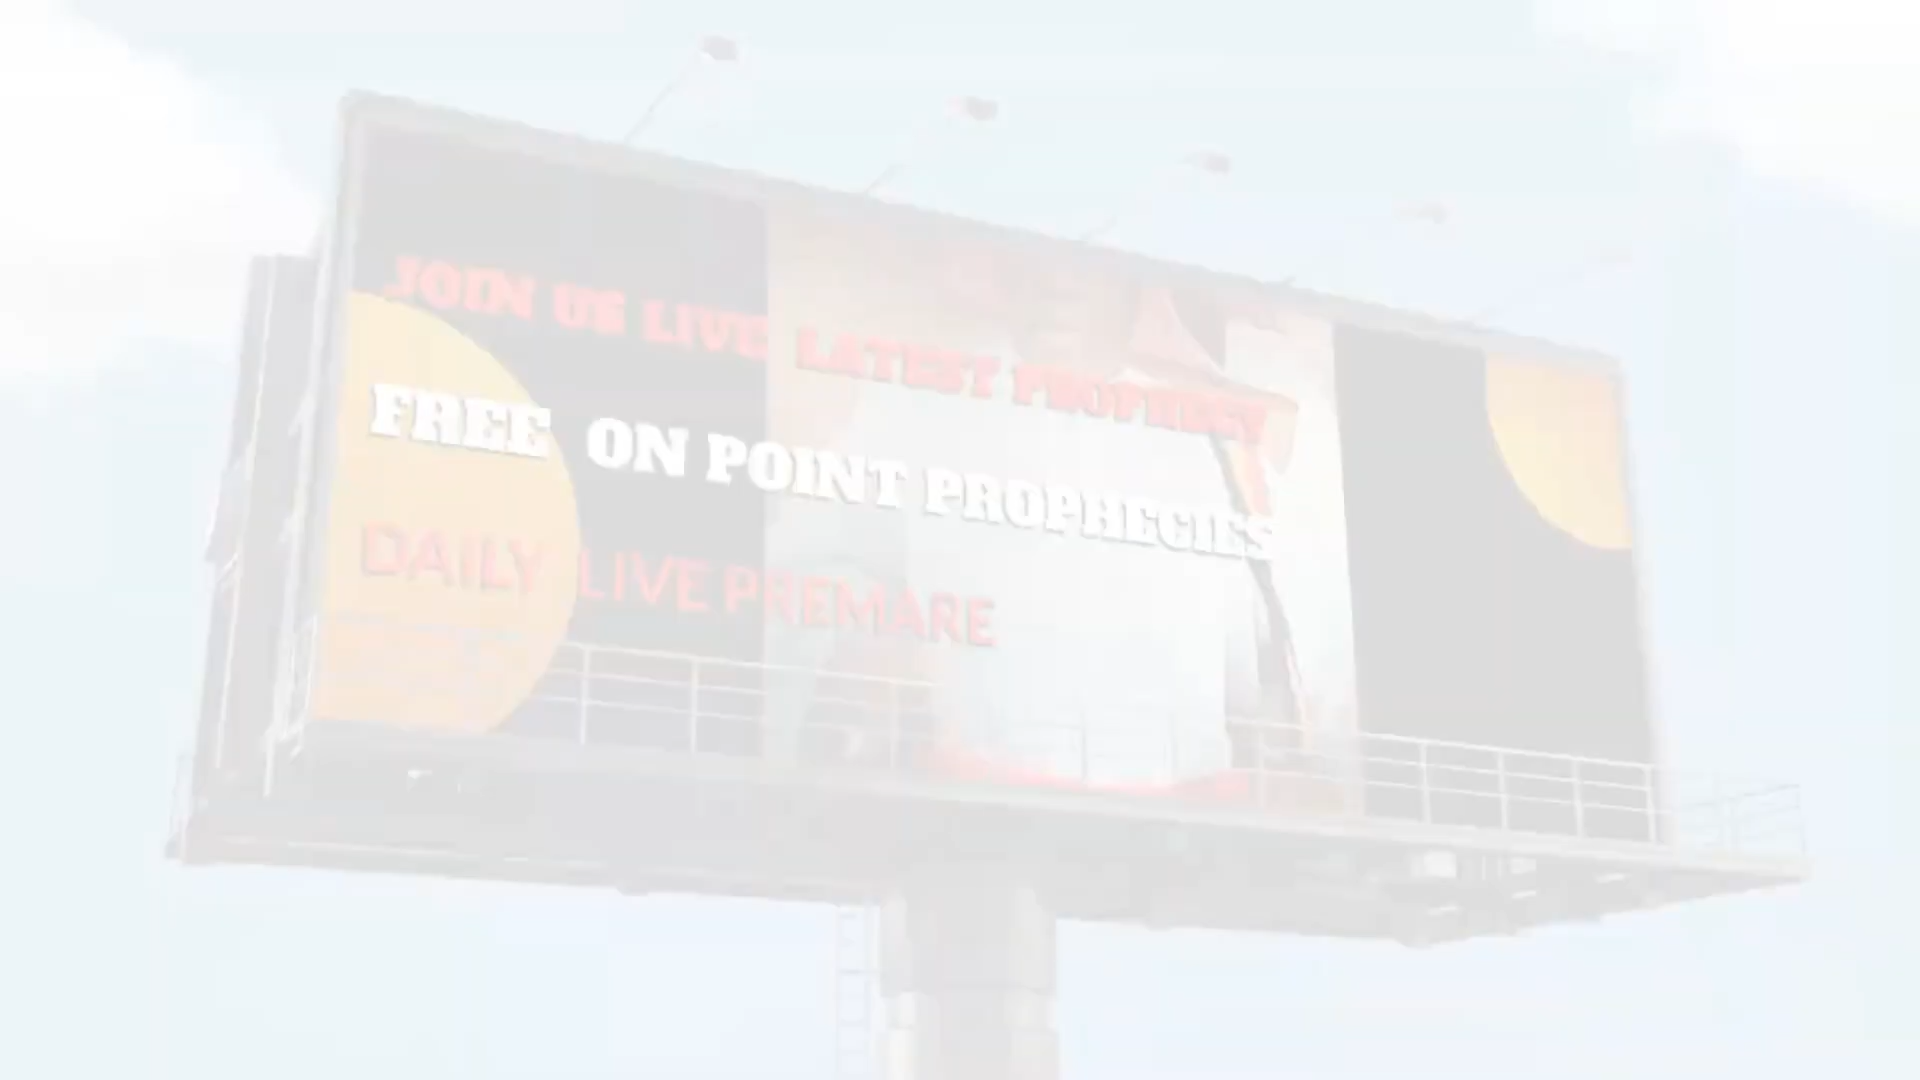 JOIN US LIVE LATEST PROPHECY
FREE ON POINT PROPHECIES
DAILY LIVE PREMARE